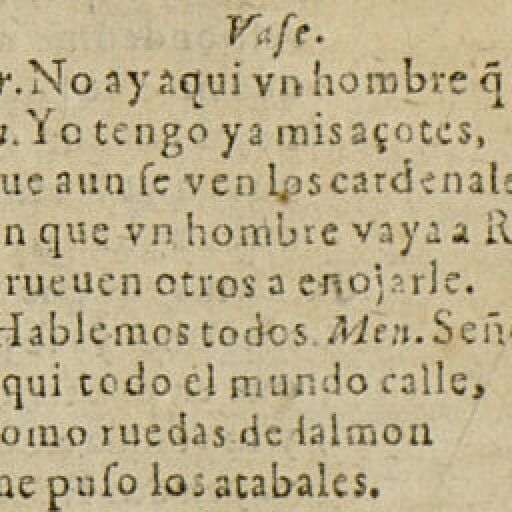 Vaſe.
r. No ay aqui vn hombre q̃
. Yo tengo ya mis açotes,
ue aun ſe ven los cardenale
n que vn hombre vaya a R
rueuen otros a enojarle.
Hablemos todos. Men. Señ
qui todo el mundo calle,
omo ruedas de ſalmon
me puſo los atabales.